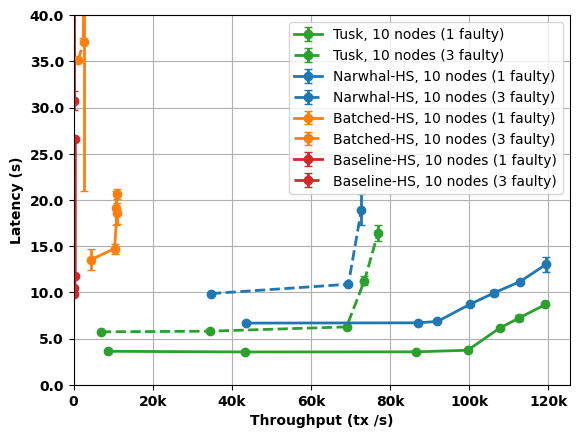 40.0
35.0
30.0
25.0
20.0
15.0
10.0
5.0
0.0
Latency (s)
Tusk, 10 nodes (1 faulty)
Tusk, 10 nodes (3 faulty)
Narwhal-HS, 10 nodes (1 faulty)
Narwhal-HS, 10 nodes (3 faulty)
Batched-HS, 10 nodes (1 faulty)
Batched-HS, 10 nodes (3 faulty)
Baseline-HS, 10 nodes (1 faulty)
Baseline-HS, 10 nodes (3 faulty)
0 20k 40k 60k 80k 100k 120k
Throughput (tx /s)